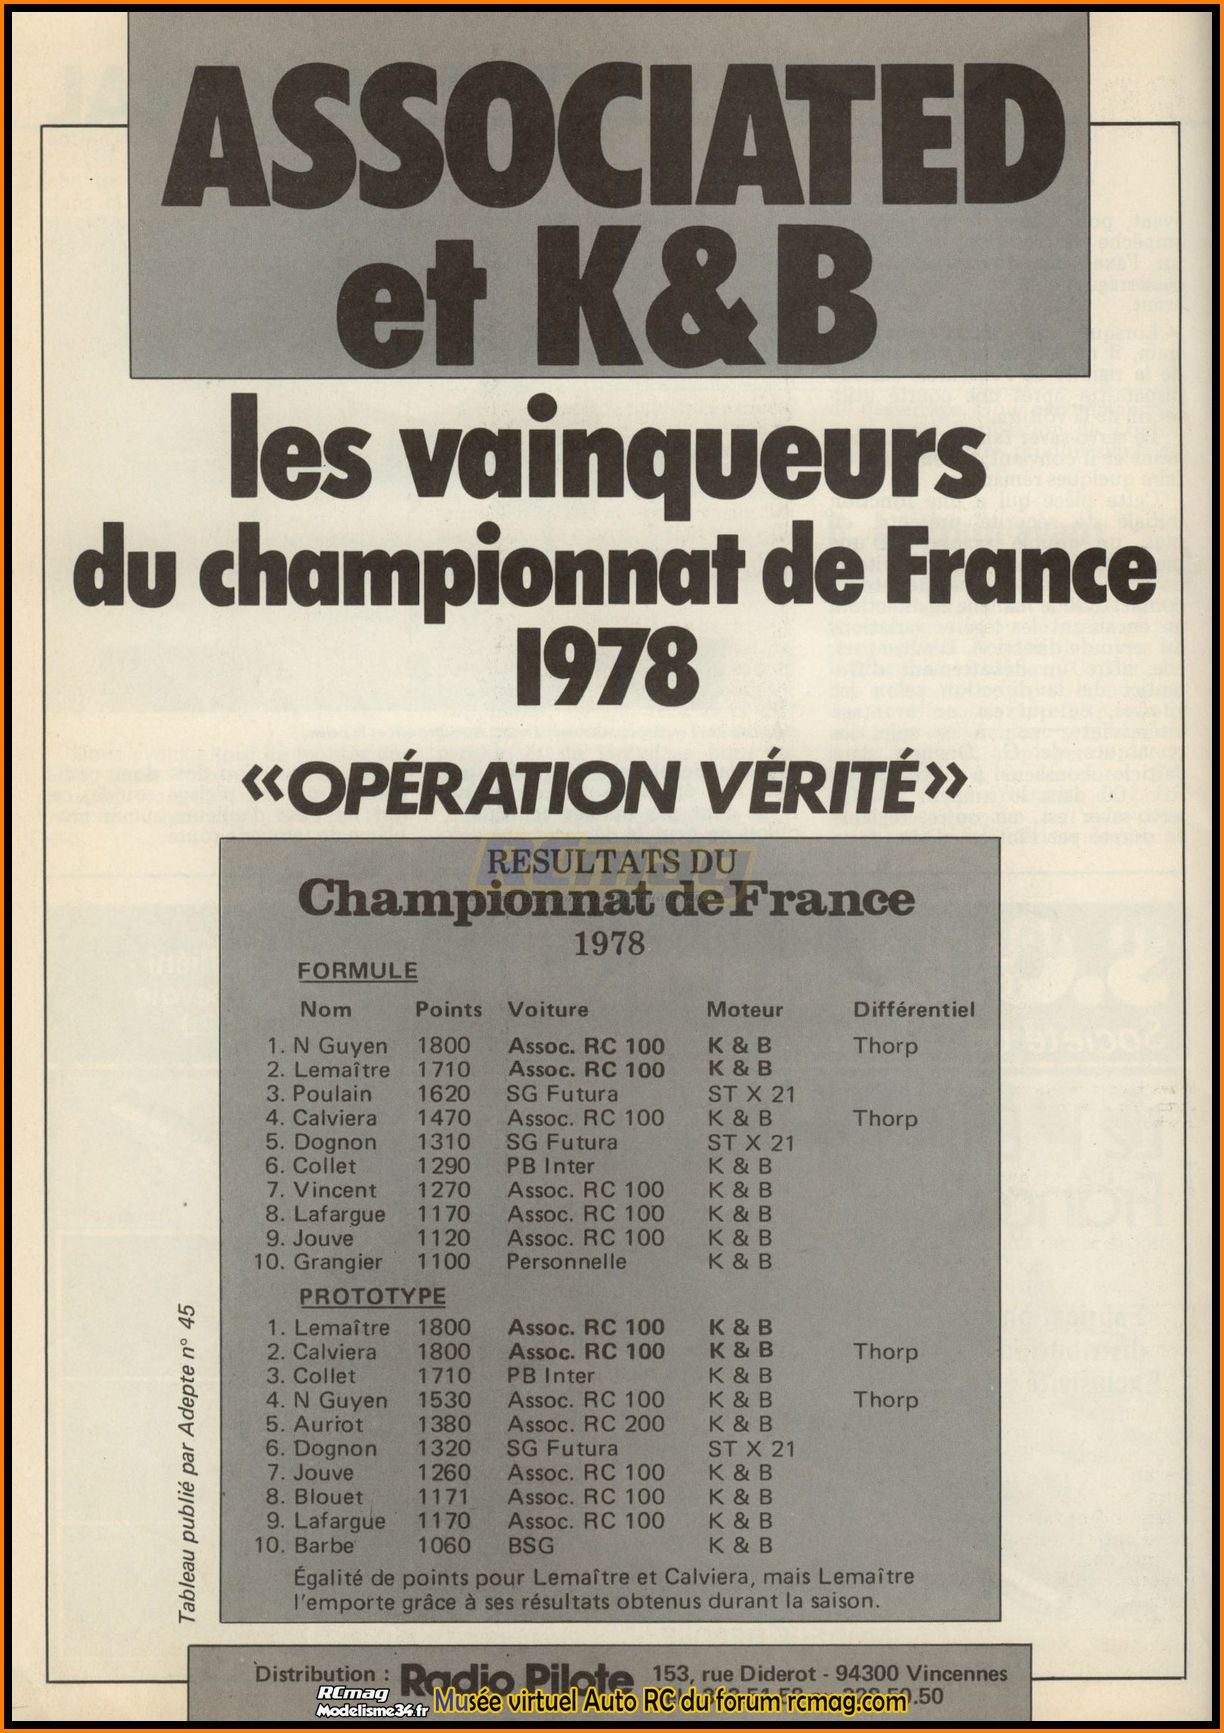 ASSOCIATED
et K&B
les vainqueurs
du championnat de France
1978
«OPÉRATION VÉRITÉ»
RCmag
RESULTATS DU
Championnat de France
1978
FORMULE
Nom Points Voiture Moteur Différentiel
1. N Guyen 1800 Assoc. RC 100 K & B Thorp
2. Lemaître 1710 Assoc. RC 100 K & B
3. Poulain 1620 SG Futura ST X 21
4. Calviera 1470 Assoc. RC 100 K & B Thorp
5. Dognon 1310 SG Futura ST X 21
6. Collet 1290 PB Inter K & B
7. Vincent 1270 Assoc. RC 100 K & B
8. Lafargue 1170 Assoc. RC 100 K & B
9. Jouve 1120 Assoc. RC 100 K & B
10. Grangier 1100 Personnelle K & B
PROTOTYPE
1. Lemaître 1800 Assoc. RC 100 K & B
2. Calviera 1800 Assoc. RC 100 K & B Thorp
3. Collet 1710 PB Inter K & B
4. N Guyen 1530 Assoc. RC 100 K & B Thorp
5. Auriot 1380 Assoc. RC 200 K & B
6. Dognon 1320 SG Futura ST X 21
7. Jouve 1260 Assoc. RC 100 K & B
8. Blouet 1171 Assoc. RC 100 K & B
9. Lafargue 1170 Assoc. RC 100 K & B
10. Barbe 1060 BSG K & B
Égalité de points pour Lemaître et Calviera, mais Lemaître
l'emporte grâce à ses résultats obtenus durant la saison.
Tableau publié par Adepte n° 45
Distribution : Radio Pilote 153, rue Diderot - 94300 Vincennes
RCmag
Modelisme34.fr
Musée virtuel Auto RC du forum rcmag.com